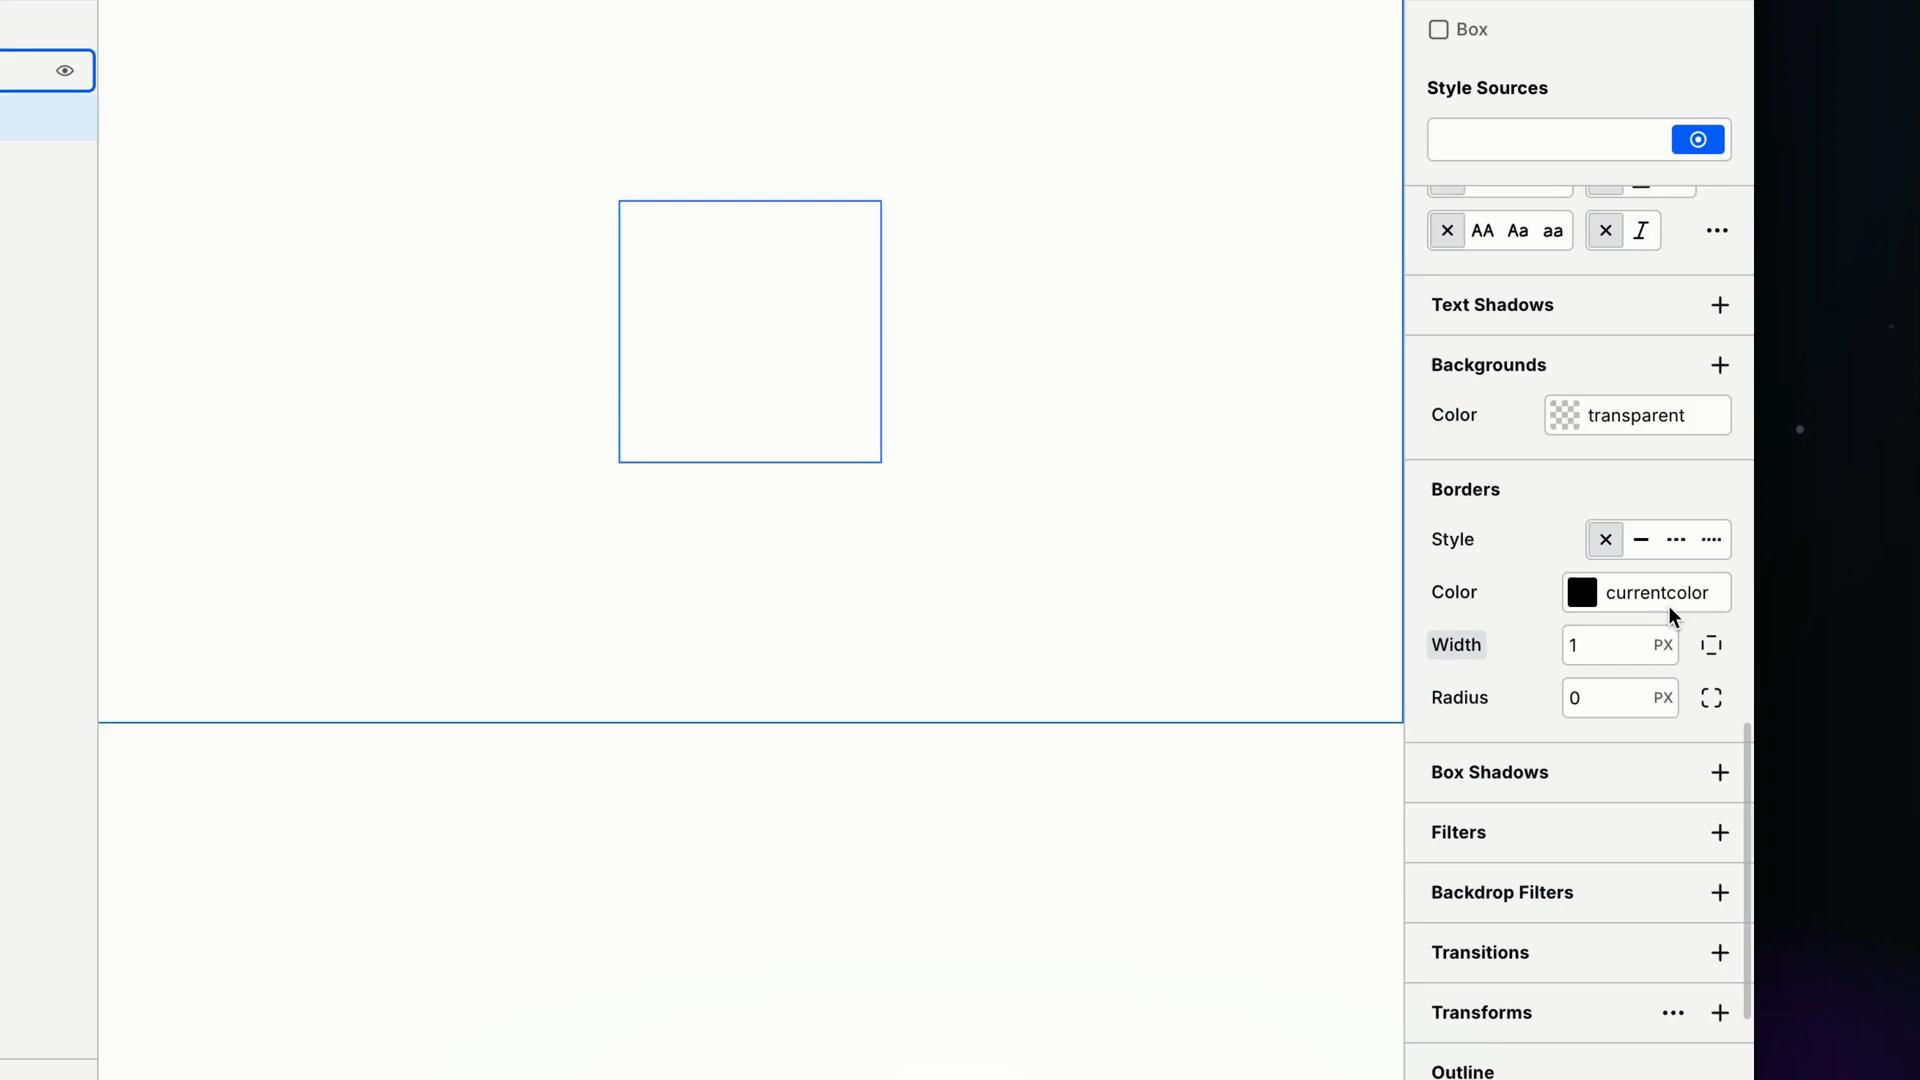 Box
Style Sources
AA Aa aa I
Text Shadows
Backgrounds
Color transparent
Borders
Style
Color currentcolor
Width 1 PX
Radius 0 PX
Box Shadows
Filters
Backdrop Filters
Transitions
Transforms
Outline